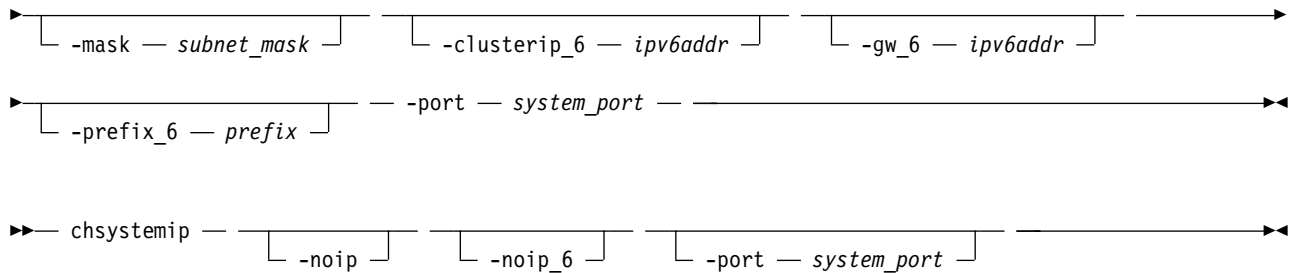 -mask — subnet_mask -clusterip_6 — ipv6addr -gw_6 — ipv6addr
-prefix_6 — prefix -port — system_port
chsystemip -noip -noip_6 -port — system_port